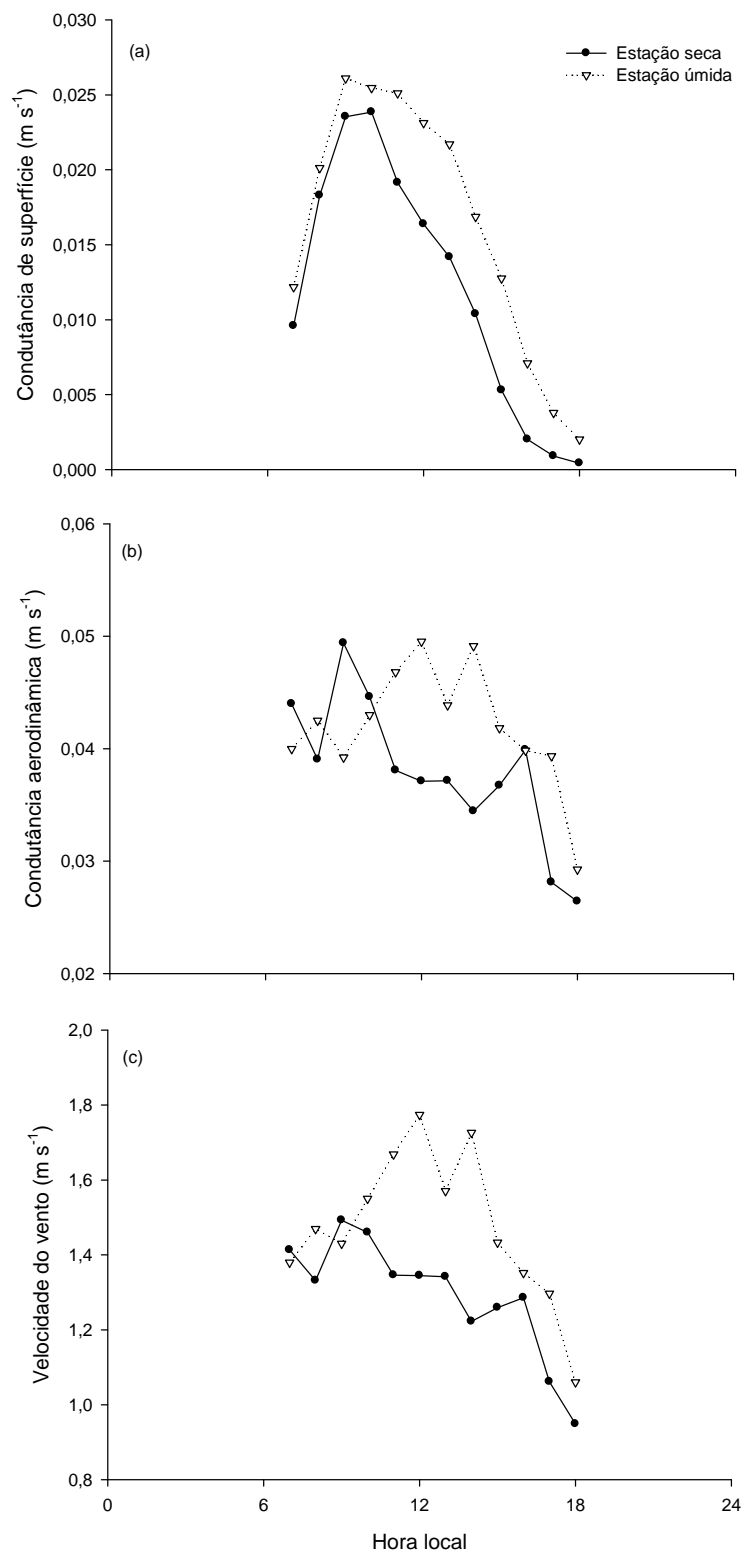 0,030
(a)
Estação seca
Estação úmida
0,025
0,020
0,015
0,010
0,005
0,000
Condutância de superfície (m s⁻¹)
0,06
(b)
0,05
0,04
0,03
0,02
Condutância aerodinâmica (m s⁻¹)
2,0
(c)
1,8
1,6
1,4
1,2
1,0
0,8
Velocidade do vento (m s⁻¹)
0 6 12 18 24
Hora local